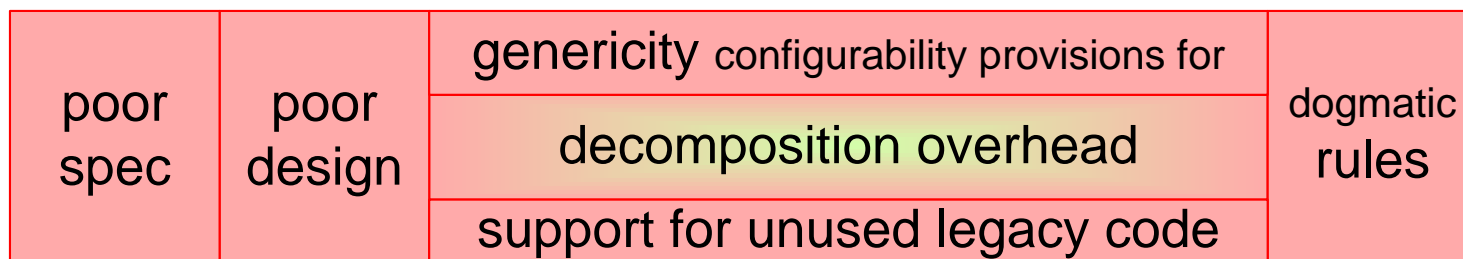 poor
spec
poor
design
genericity configurability provisions for
decomposition overhead
support for unused legacy code
dogmatic
rules